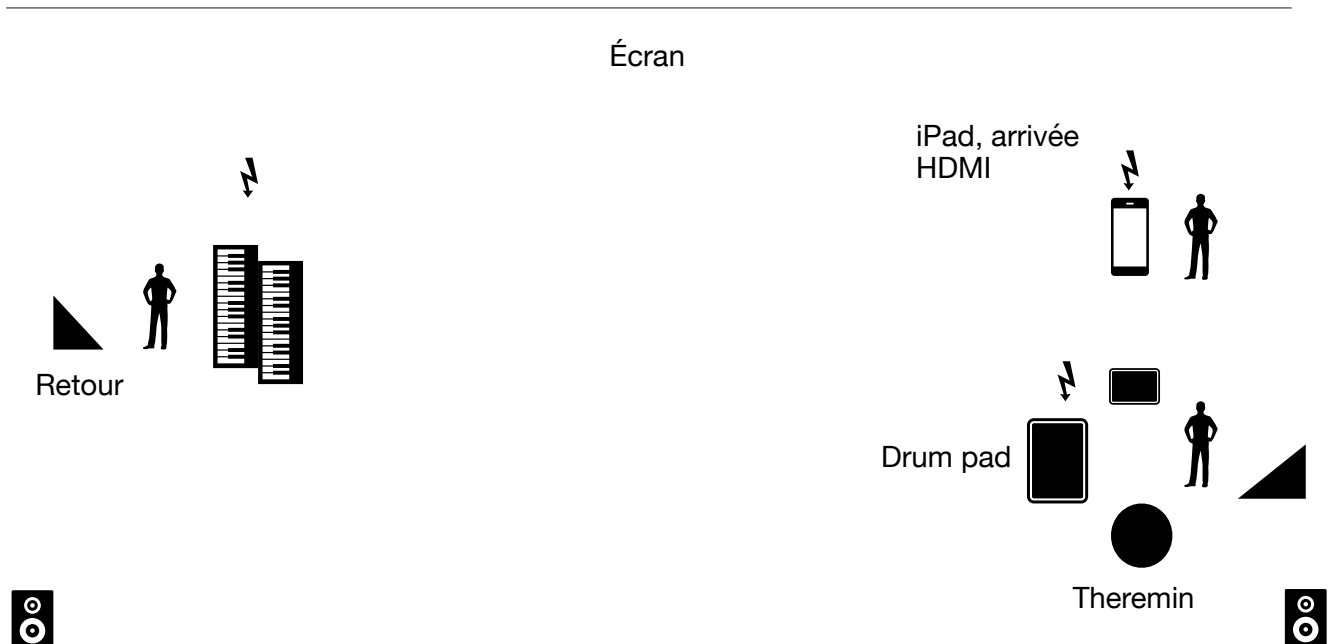 Écran
iPad, arrivée
HDMI
Retour
Drum pad
Theremin